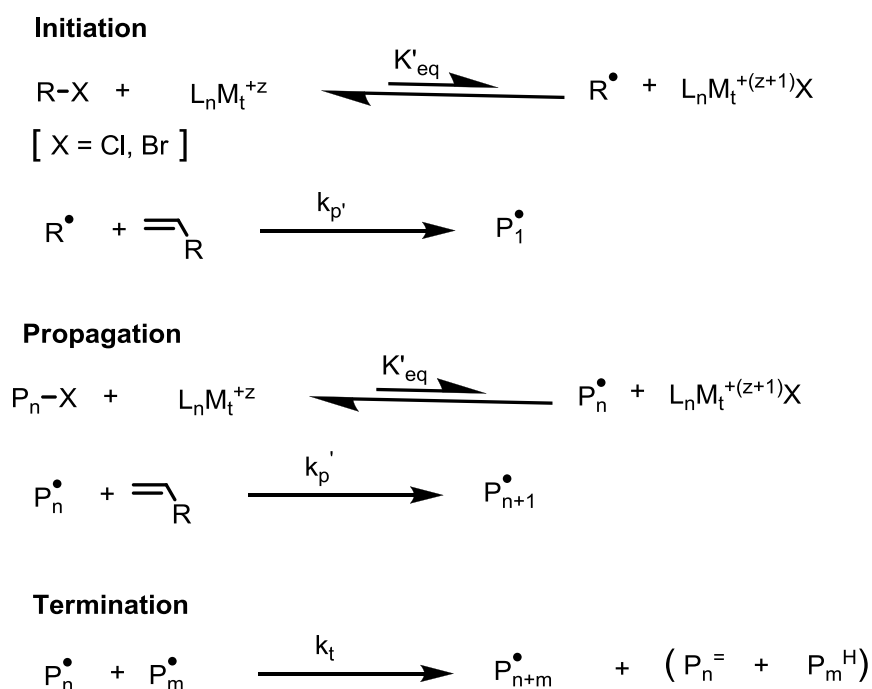 Initiation
K'eq
R–X + LnMt+z R• + LnMt+(z+1)X
[ X = Cl, Br ]
kp'
R• + R P1•
Propagation
K'eq
Pn–X + LnMt+z Pn• + LnMt+(z+1)X
kp'
Pn• + R Pn+1•
Termination
kt
Pn• + Pm• Pn+m• + ( Pn= + PmH)